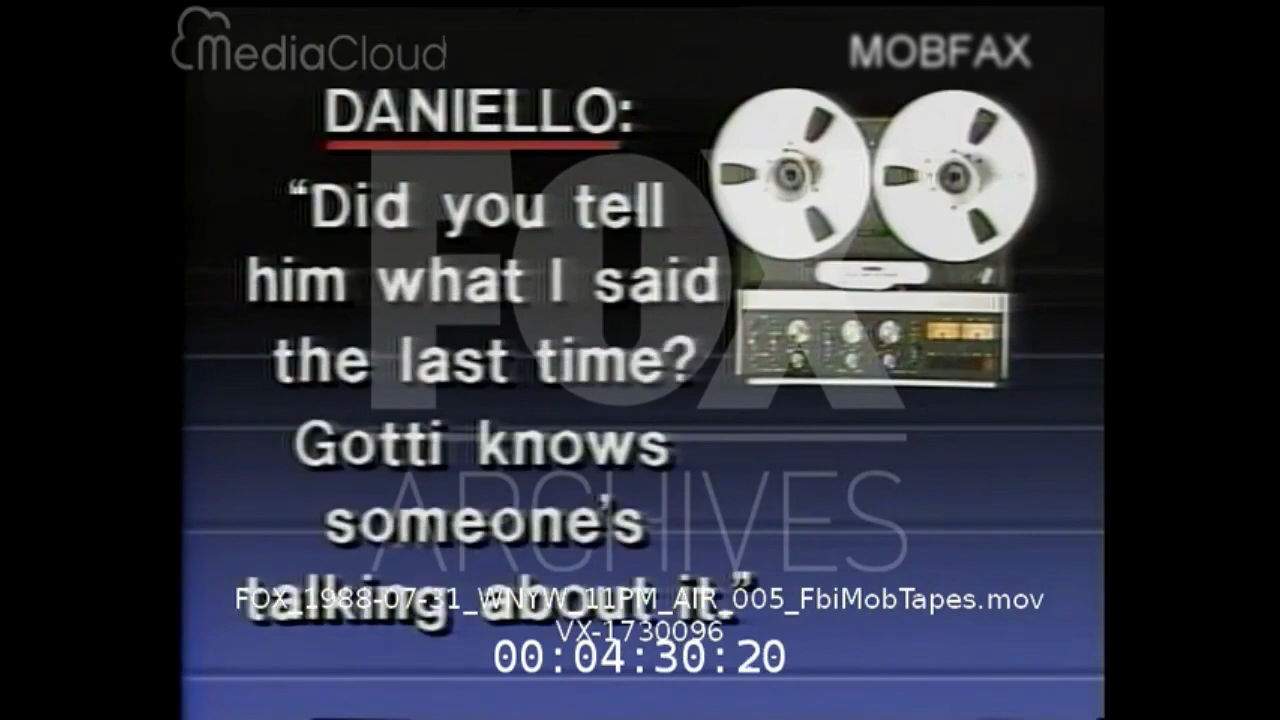 MediaCloud
MOBFAX
DANIELLO:
"Did you tell
him what I said
the last time?
Gotti knows
someone's
talking about it."
FOX
ARCHIVES
FOX_1988-07-31_WNYW_11PM_AIR_005_FbiMobTapes.mov
VX-1730096
00:04:30:20